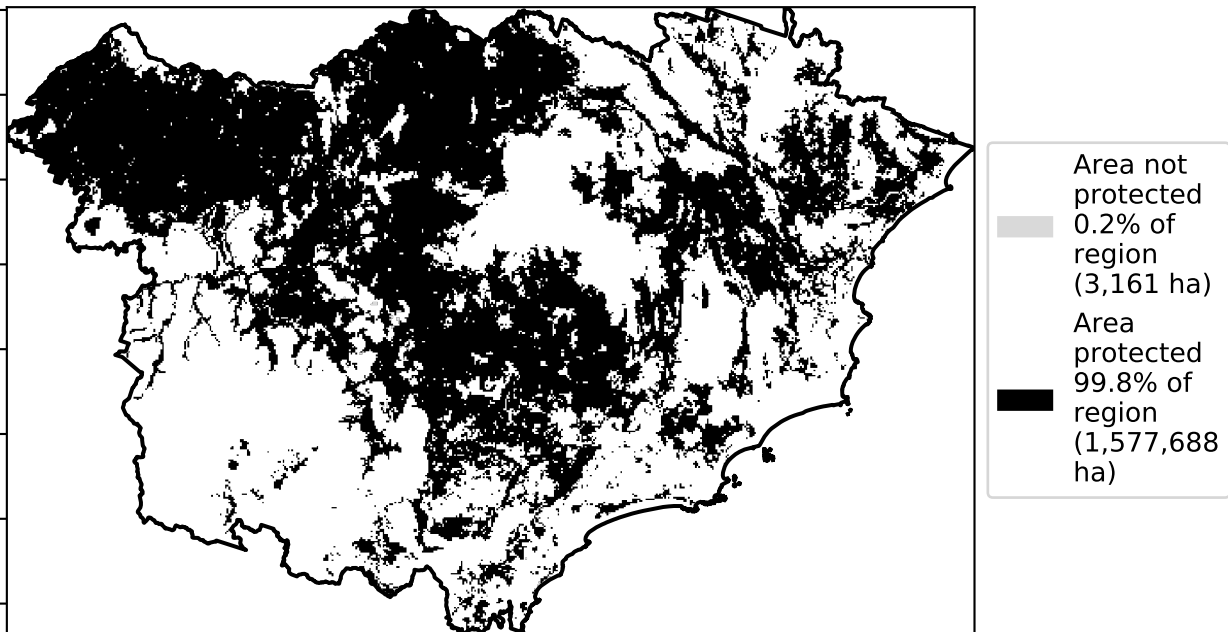 Area not
protected
0.2% of
region
(3,161 ha)
Area
protected
99.8% of
region
(1,577,688
ha)